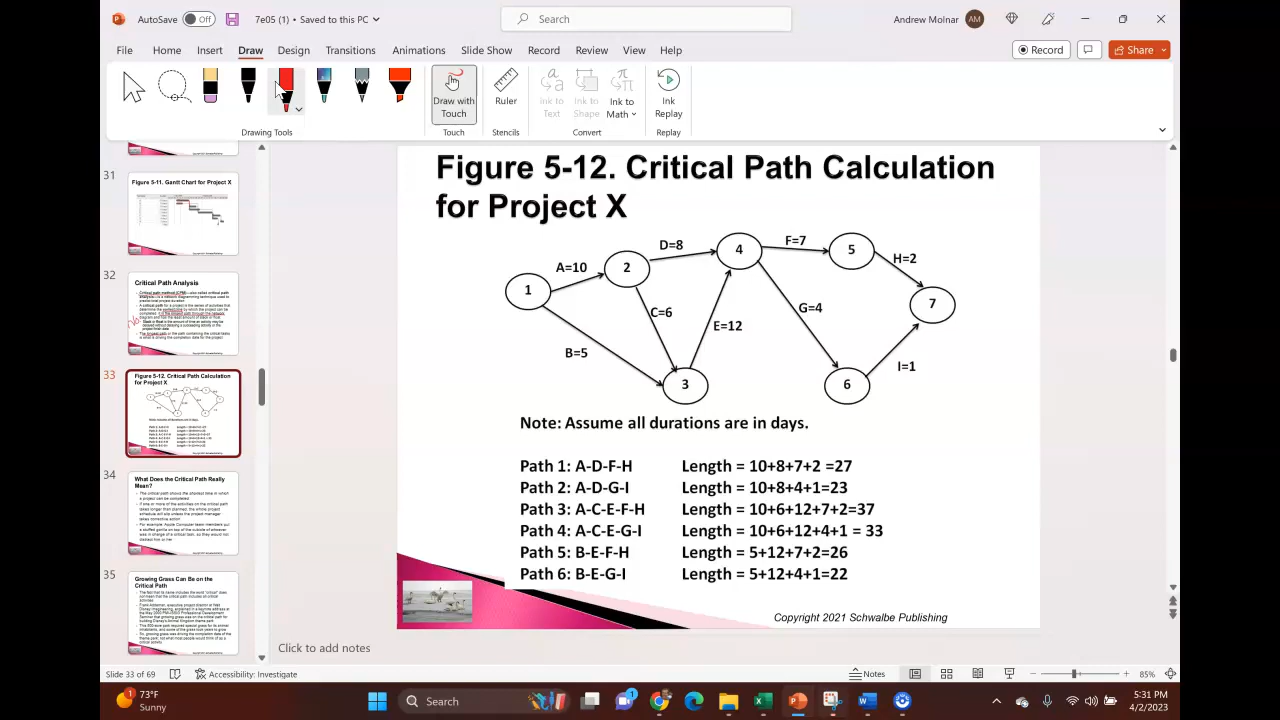 AutoSave Off 7e05 (1) • Saved to this PC Search Andrew Molnar AM
File Home Insert Draw Design Transitions Animations Slide Show Record Review View Help Record Share
Draw with Touch
Ruler
Ink to Text
Ink to Shape
Ink to Math
Ink Replay
Drawing Tools Touch Stencils Convert Replay
31
Figure 5-11. Gantt Chart for Project X
32
Critical Path Analysis
33
Figure 5-12. Critical Path Calculation
for Project X
34
What Does the Critical Path Really
Mean?
35
Growing Grass Can Be on the
Critical Path
Figure 5-12. Critical Path Calculation
for Project X
D=8 4 F=7 5
A=10 2 H=2
1 7
C=6 G=4
E=12
B=5 I=1
3 6
Note: Assume all durations are in days.
Path 1: A-D-F-H Length = 10+8+7+2 =27
Path 2: A-D-G-I Length = 10+8+4+1=23
Path 3: A-C-E-F-H Length = 10+6+12+7+2=37
Path 4: A-C-E-G-I Length = 10+6+12+4+1 = 33
Path 5: B-E-F-H Length = 5+12+7+2=26
Path 6: B-E-G-I Length = 5+12+4+1=22
Copyright 2021 Schwalbe Publishing
Click to add notes
Slide 33 of 69 Accessibility: Investigate Notes 85%
1 73°F
Sunny
Search
5:31 PM
4/2/2023